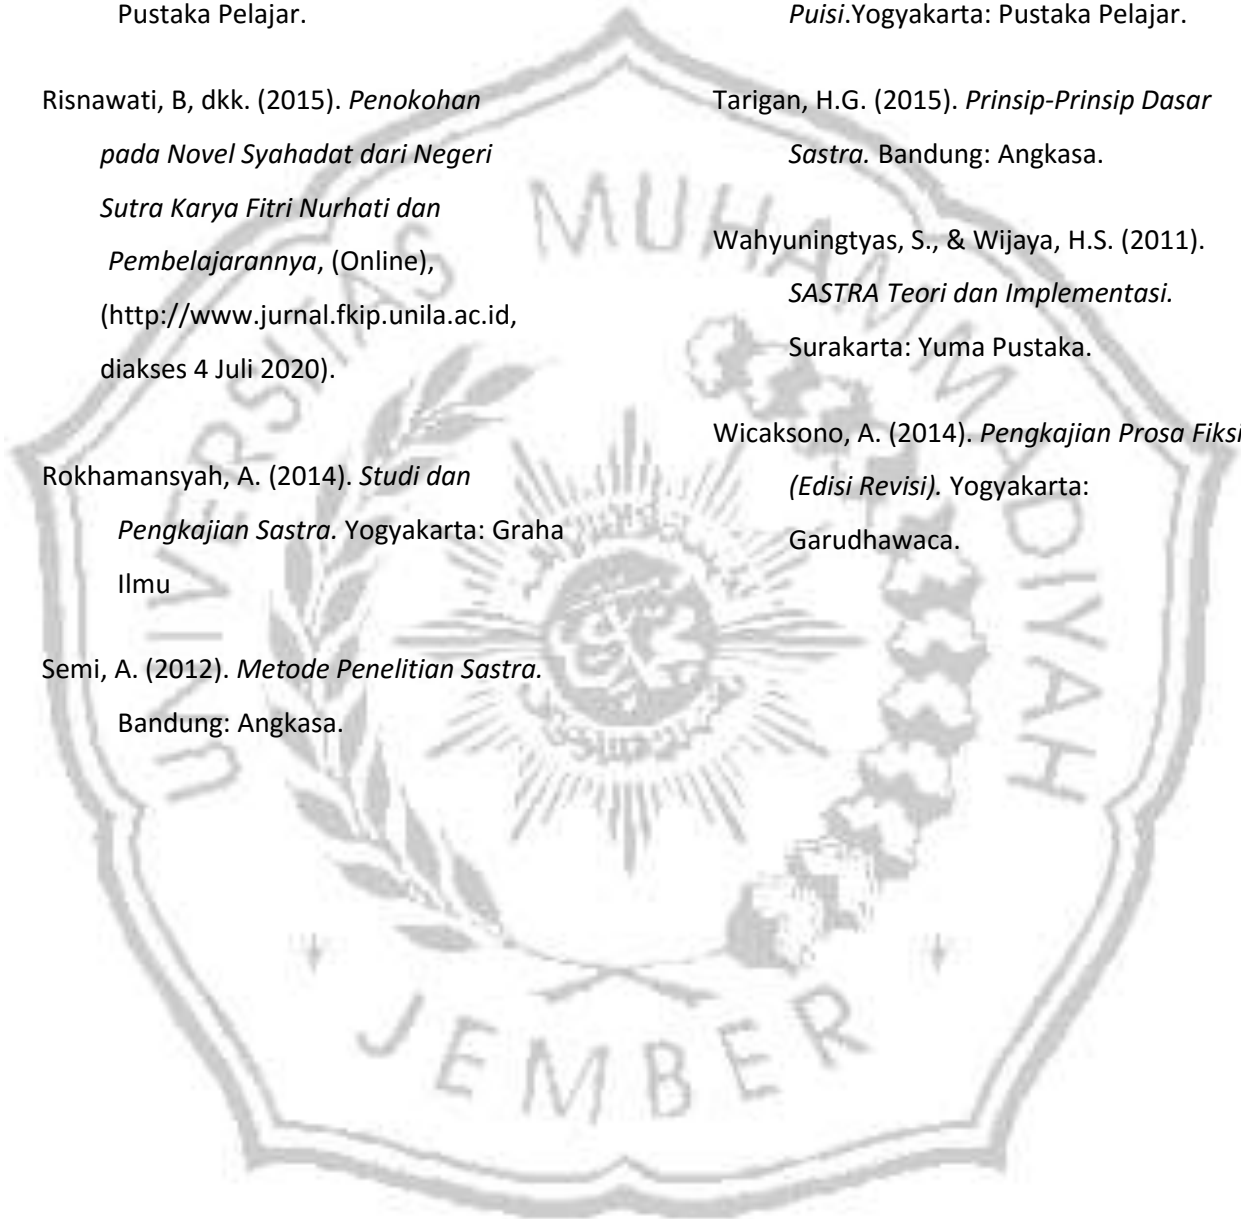 Pustaka Pelajar.
Risnawati, B, dkk. (2015). Penokohan
pada Novel Syahadat dari Negeri
Sutra Karya Fitri Nurhati dan
Pembelajarannya, (Online),
(http://www.jurnal.fkip.unila.ac.id,
diakses 4 Juli 2020).
Rokhamansyah, A. (2014). Studi dan
Pengkajian Sastra. Yogyakarta: Graha
Ilmu
Semi, A. (2012). Metode Penelitian Sastra.
Bandung: Angkasa.
Puisi.Yogyakarta: Pustaka Pelajar.
Tarigan, H.G. (2015). Prinsip-Prinsip Dasar
Sastra. Bandung: Angkasa.
Wahyuningtyas, S., & Wijaya, H.S. (2011).
SASTRA Teori dan Implementasi.
Surakarta: Yuma Pustaka.
Wicaksono, A. (2014). Pengkajian Prosa Fiksi
(Edisi Revisi). Yogyakarta:
Garudhawaca.
UNIVERSITAS MUHAMMADIYAH
JEMBER